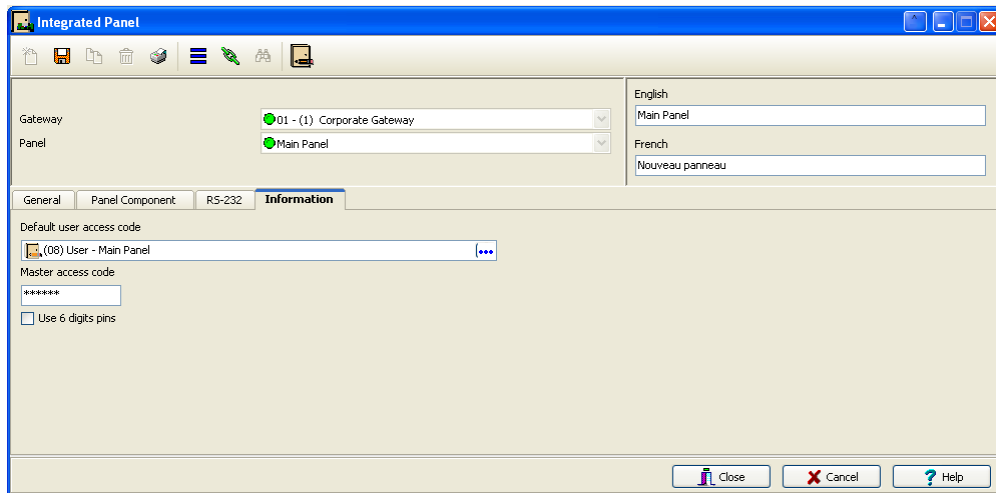 Integrated Panel
Gateway
01 - (1) Corporate Gateway
Panel
Main Panel
English
Main Panel
French
Nouveau panneau
General
Panel Component
RS-232
Information
Default user access code
(08) User - Main Panel
Master access code
******
Use 6 digits pins
Close
Cancel
? Help